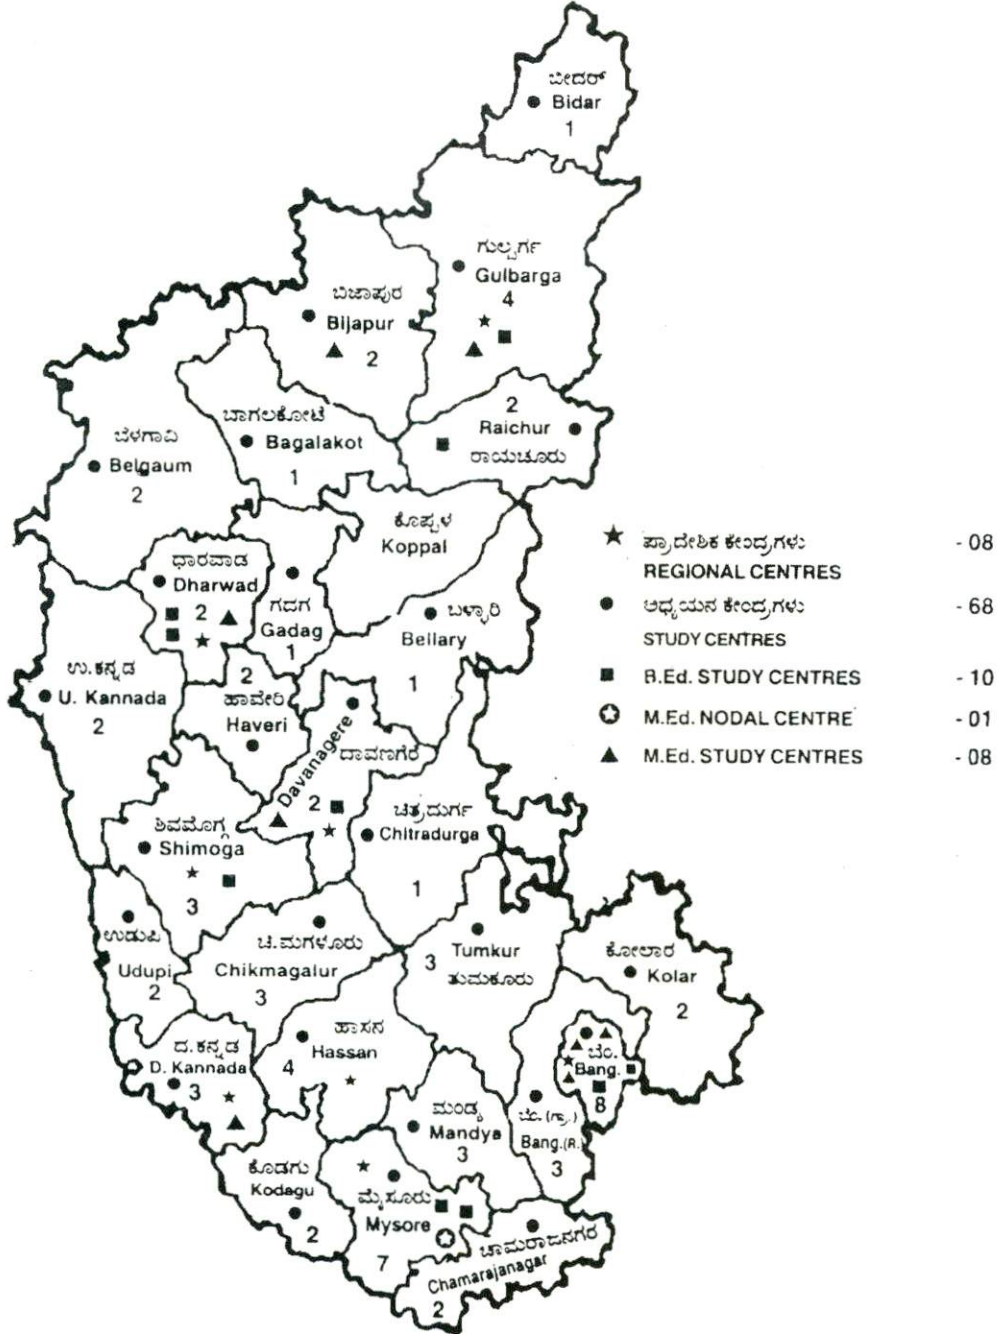 ಬೀದರ್
Bidar
1
ಗುಲ್ಬರ್ಗ
Gulbarga
4
ಬಿಜಾಪುರ
Bijapur
2
2
Raichur
ರಾಯಚೂರು
ಬಾಗಲಕೋಟೆ
Bagalakot
1
ಬೆಳಗಾವಿ
Belgaum
2
ಕೊಪ್ಪಳ
Koppal
ಧಾರವಾಡ
Dharwad
2
ಗದಗ
Gadag
1
ಬಳ್ಳಾರಿ
Bellary
1
★ ಪ್ರಾದೇಶಿಕ ಕೇಂದ್ರಗಳು - 08
REGIONAL CENTRES
● ಅಧ್ಯಯನ ಕೇಂದ್ರಗಳು - 68
STUDY CENTRES
■ B.Ed. STUDY CENTRES - 10
✪ M.Ed. NODAL CENTRE - 01
▲ M.Ed. STUDY CENTRES - 08
ಉ.ಕನ್ನಡ
U. Kannada
2
2
ಹಾವೇರಿ
Haveri
Davanagere
ದಾವಣಗೆರೆ
2
ಚಿತ್ರದುರ್ಗ
Chitradurga
1
ಶಿವಮೊಗ್ಗ
Shimoga
3
ಉಡುಪಿ
Udupi
2
ಚಿ.ಮಗಳೂರು
Chikmagalur
3
3 Tumkur
ತುಮಕೂರು
ಕೋಲಾರ
Kolar
2
ಹಾಸನ
Hassan
4
ದ.ಕನ್ನಡ
D. Kannada
3
ಬೆಂ.
Bang.
8
ಬೆಂ.(ಗ್ರಾ.)
Bang.(R.)
3
ಮಂಡ್ಯ
Mandya
3
ಕೊಡಗು
Kodagu
2
ಮೈಸೂರು
Mysore
7
ಚಾಮರಾಜನಗರ
Chamarajanagar
2